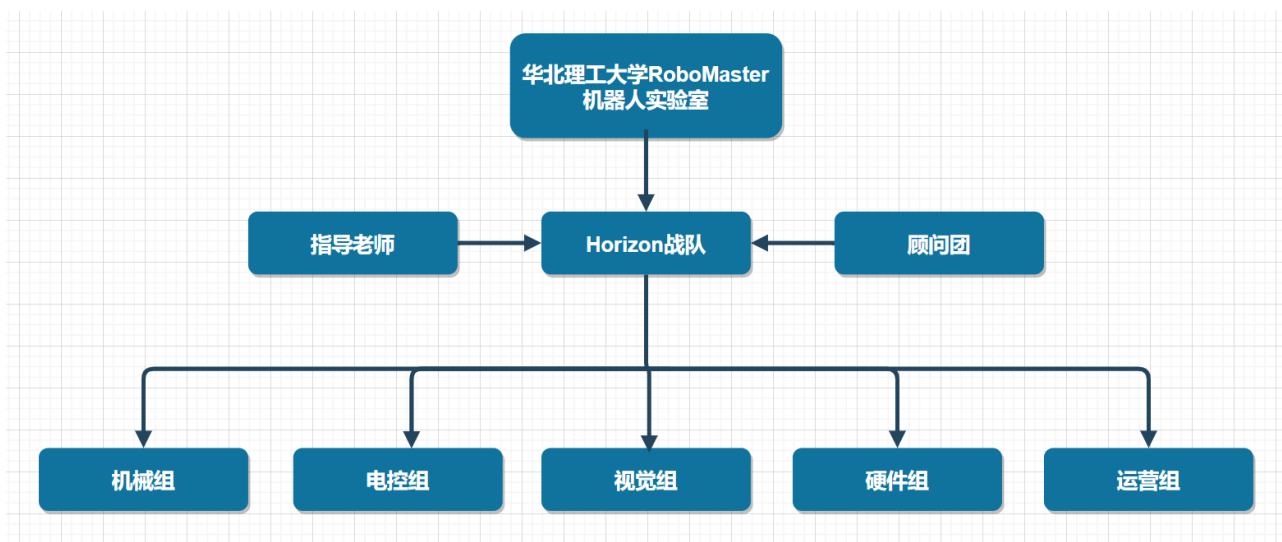 华北理工大学RoboMaster
机器人实验室
指导老师
Horizon战队
顾问团
机械组
电控组
视觉组
硬件组
运营组